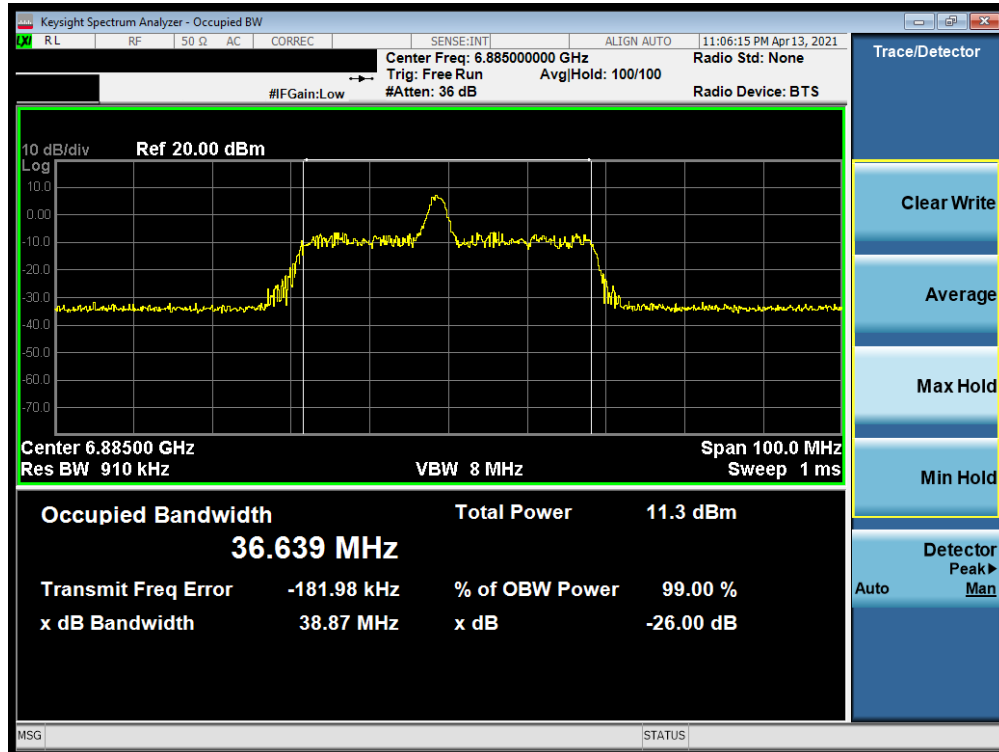 Keysight Spectrum Analyzer - Occupied BW
LXI RL RF 50 Ω AC CORREC SENSE:INT ALIGN AUTO 11:06:15 PM Apr 13, 2021
Center Freq: 6.885000000 GHz Radio Std: None
Trig: Free Run Avg|Hold: 100/100
#IFGain:Low #Atten: 36 dB Radio Device: BTS
10 dB/div Ref 20.00 dBm
Log
10.0
0.00
-10.0
-20.0
-30.0
-40.0
-50.0
-60.0
-70.0
Center 6.88500 GHz Span 100.0 MHz
Res BW 910 kHz VBW 8 MHz Sweep 1 ms
Occupied Bandwidth Total Power 11.3 dBm
36.639 MHz
Transmit Freq Error -181.98 kHz % of OBW Power 99.00 %
x dB Bandwidth 38.87 MHz x dB -26.00 dB
MSG STATUS
Trace/Detector
Clear Write
Average
Max Hold
Min Hold
Detector
Peak▶
Auto Man